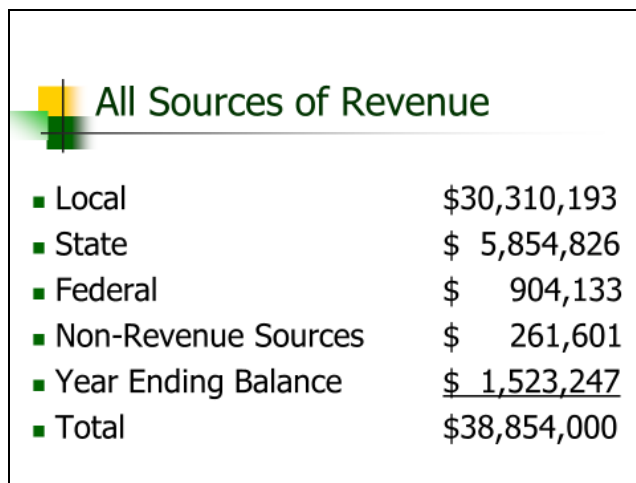 All Sources of Revenue
Local $30,310,193
State $ 5,854,826
Federal $ 904,133
Non-Revenue Sources $ 261,601
Year Ending Balance $ 1,523,247
Total $38,854,000